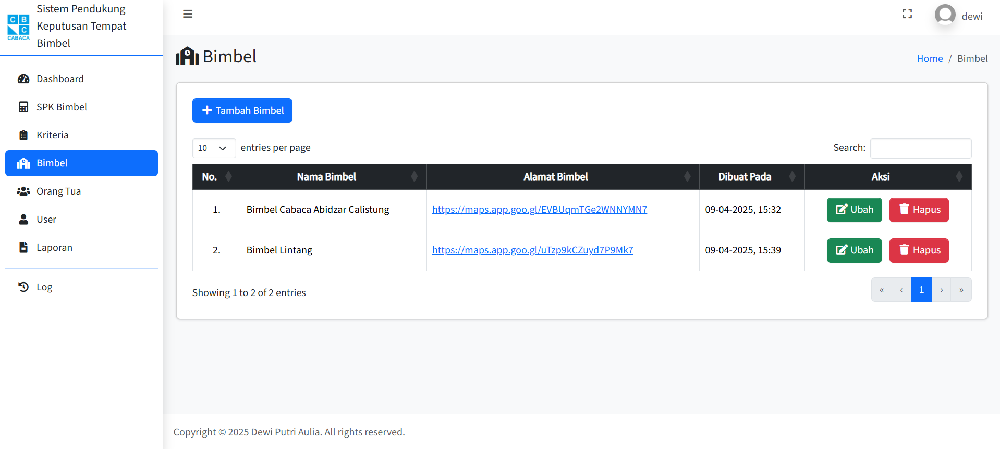 C B
C
CABACA
Sistem Pendukung
Keputusan Tempat
Bimbel
dewi
Dashboard
SPK Bimbel
Kriteria
Bimbel
Orang Tua
User
Laporan
Log
Bimbel
Home / Bimbel
Tambah Bimbel
10 entries per page
Search:
No. Nama Bimbel Alamat Bimbel Dibuat Pada Aksi
1. Bimbel Cabaca Abidzar Calistung https://maps.app.goo.gl/EVBUqmTGe2WNNYMN7 09-04-2025, 15:32 Ubah Hapus
2. Bimbel Lintang https://maps.app.goo.gl/uTzp9kCZuyd7P9Mk7 09-04-2025, 15:39 Ubah Hapus
Showing 1 to 2 of 2 entries
« ‹ 1 › »
Copyright © 2025 Dewi Putri Aulia. All rights reserved.